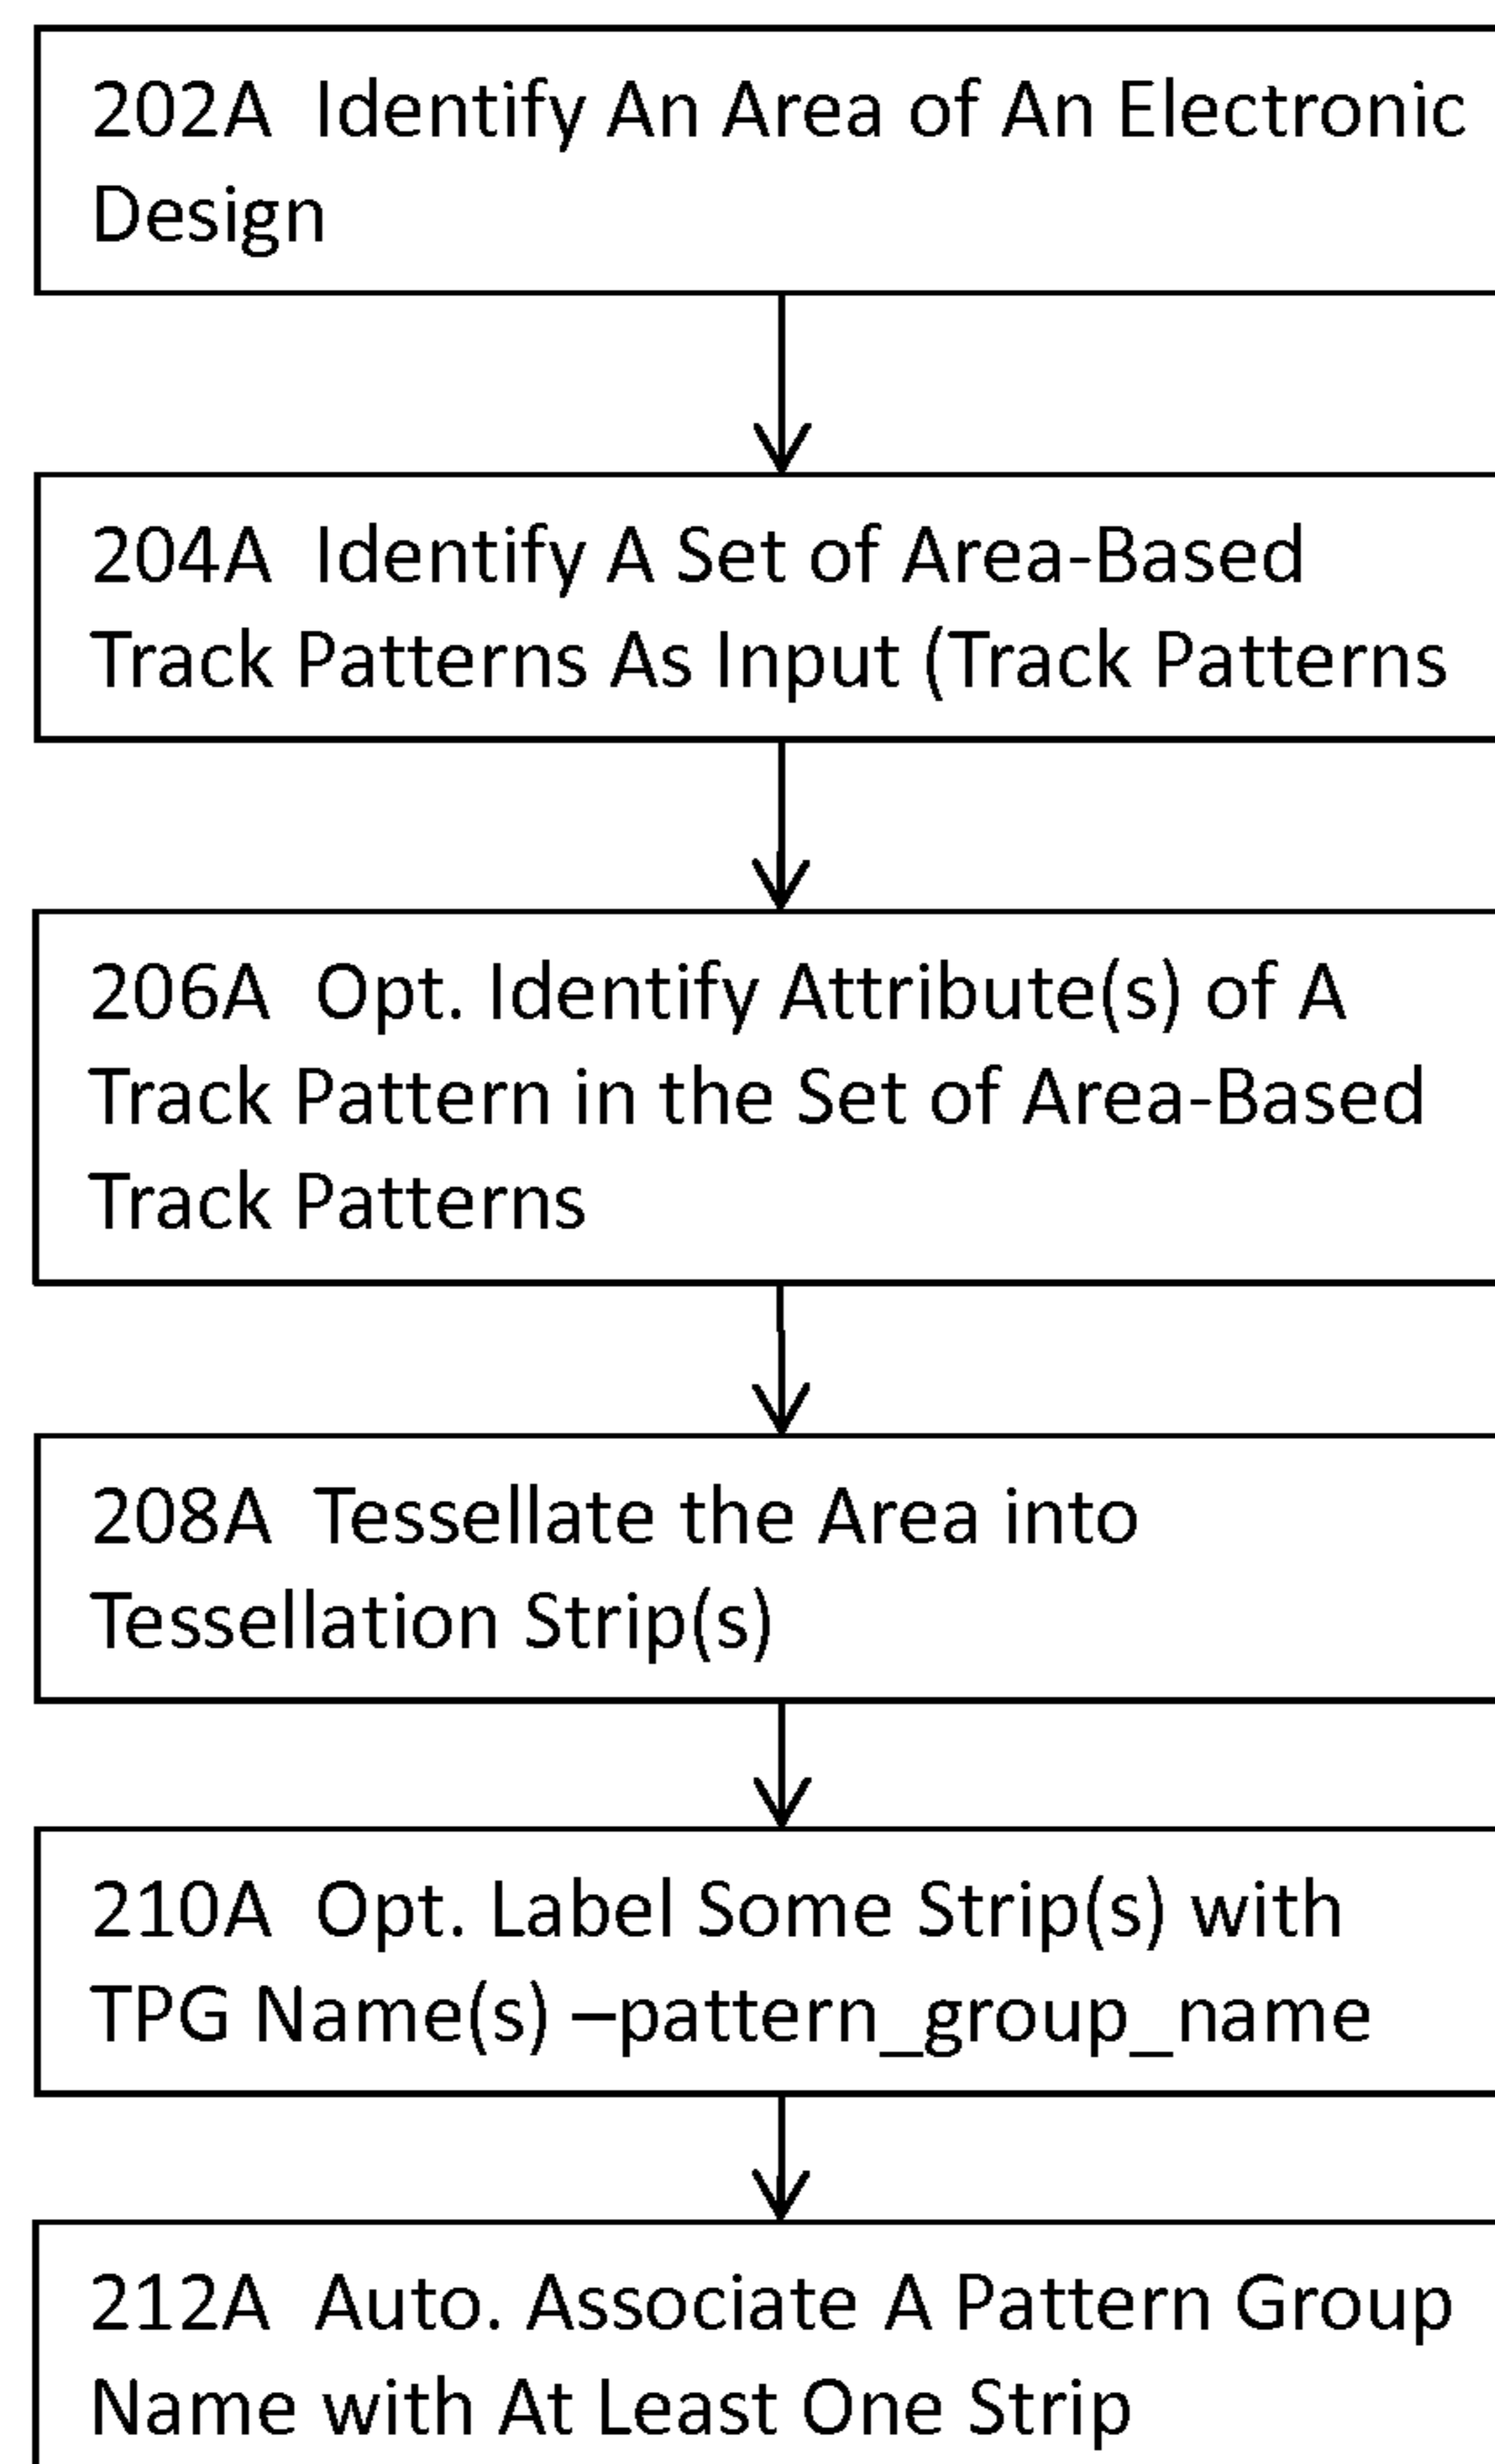 202A Identify An Area of An Electronic
Design
204A Identify A Set of Area-Based
Track Patterns As Input (Track Patterns
206A Opt. Identify Attribute(s) of A
Track Pattern in the Set of Area-Based
Track Patterns
208A Tessellate the Area into
Tessellation Strip(s)
210A Opt. Label Some Strip(s) with
TPG Name(s) –pattern_group_name
212A Auto. Associate A Pattern Group
Name with At Least One Strip